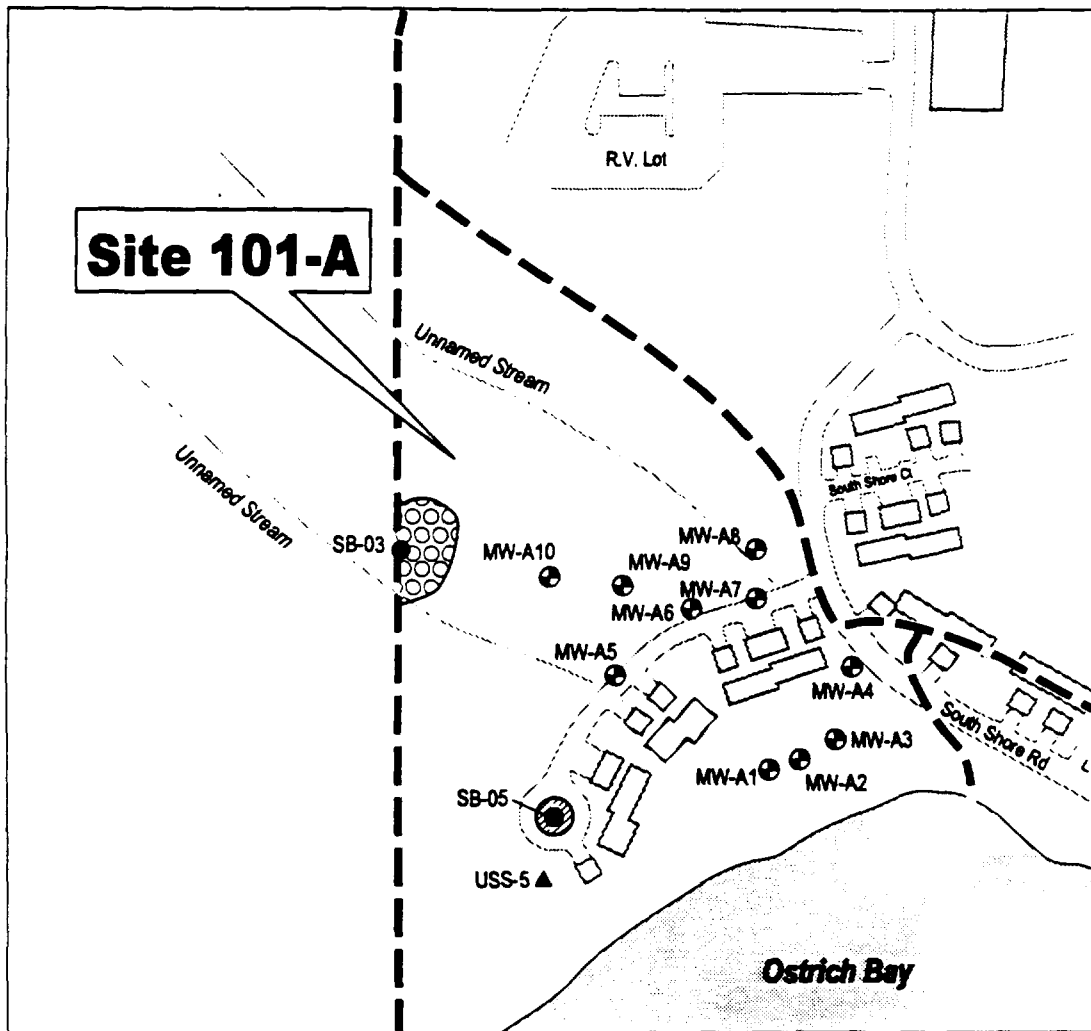 R.V. Lot
Site 101-A
Unnamed Stream
Unnamed Stream
South Shore Ct
SB-03
MW-A10
MW-A8
MW-A9
MW-A7
MW-A6
MW-A5
MW-A4
South Shore Rd
MW-A3
MW-A1
MW-A2
SB-05
USS-5
L
Ostrich Bay